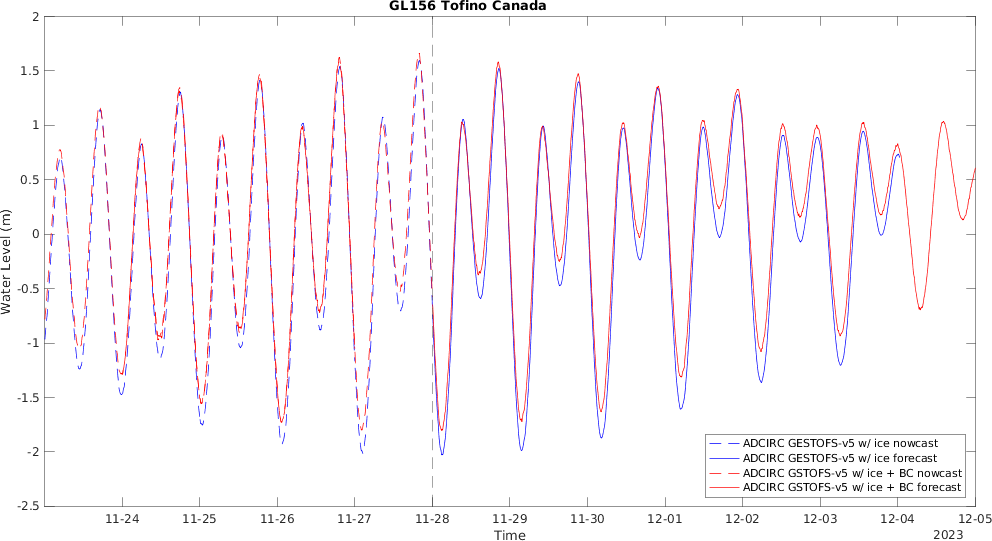 GL156 Tofino Canada
2
1.5
1
0.5
0
-0.5
-1
-1.5
-2
-2.5
Water Level (m)
11-24 11-25 11-26 11-27 11-28 11-29 11-30 12-01 12-02 12-03 12-04 12-05
Time
2023
ADCIRC GESTOFS-v5 w/ ice nowcast
ADCIRC GESTOFS-v5 w/ ice forecast
ADCIRC GSTOFS-v5 w/ ice + BC nowcast
ADCIRC GSTOFS-v5 w/ ice + BC forecast